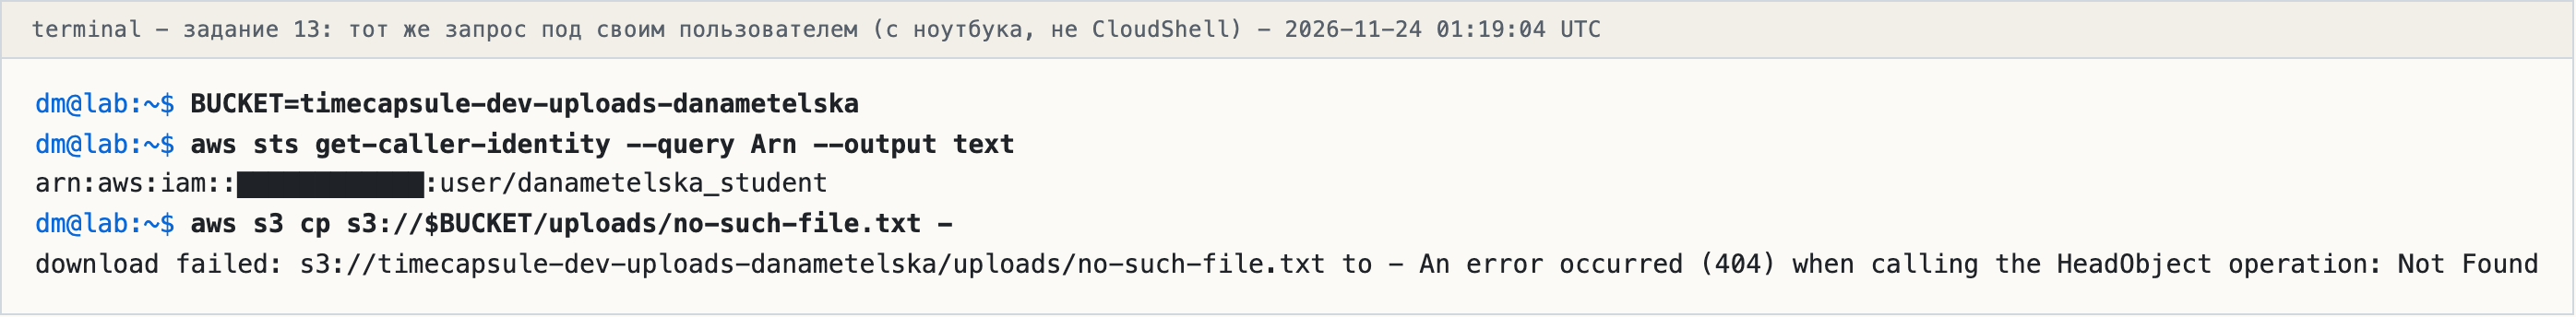 terminal — задание 13: тот же запрос под своим пользователем (с ноутбука, не CloudShell) — 2026-11-24 01:19:04 UTC
dm@lab:~$ BUCKET=timecapsule-dev-uploads-danametelska
dm@lab:~$ aws sts get-caller-identity --query Arn --output text
arn:aws:iam:::user/danametelska_student
dm@lab:~$ aws s3 cp s3://$BUCKET/uploads/no-such-file.txt -
download failed: s3://timecapsule-dev-uploads-danametelska/uploads/no-such-file.txt to - An error occurred (404) when calling the HeadObject operation: Not Found